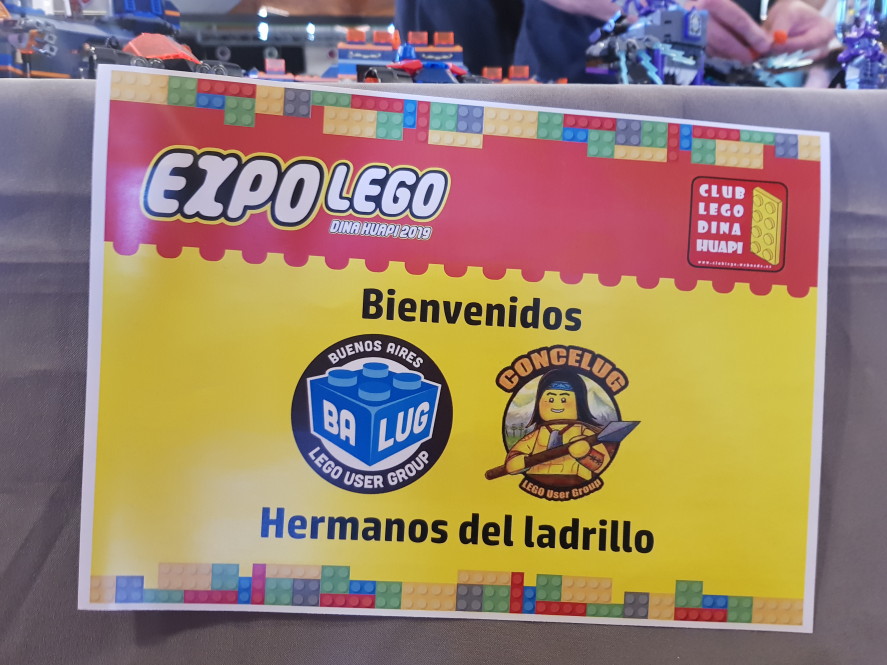 EXPO LEGO
DINA HUAPI 2019
CLUB
LEGO
DINA
HUAPI
Bienvenidos
BUENOS AIRES
BA LUG
LEGO USER GROUP
CONCELUG
LEGO User Group
Hermanos del ladrillo